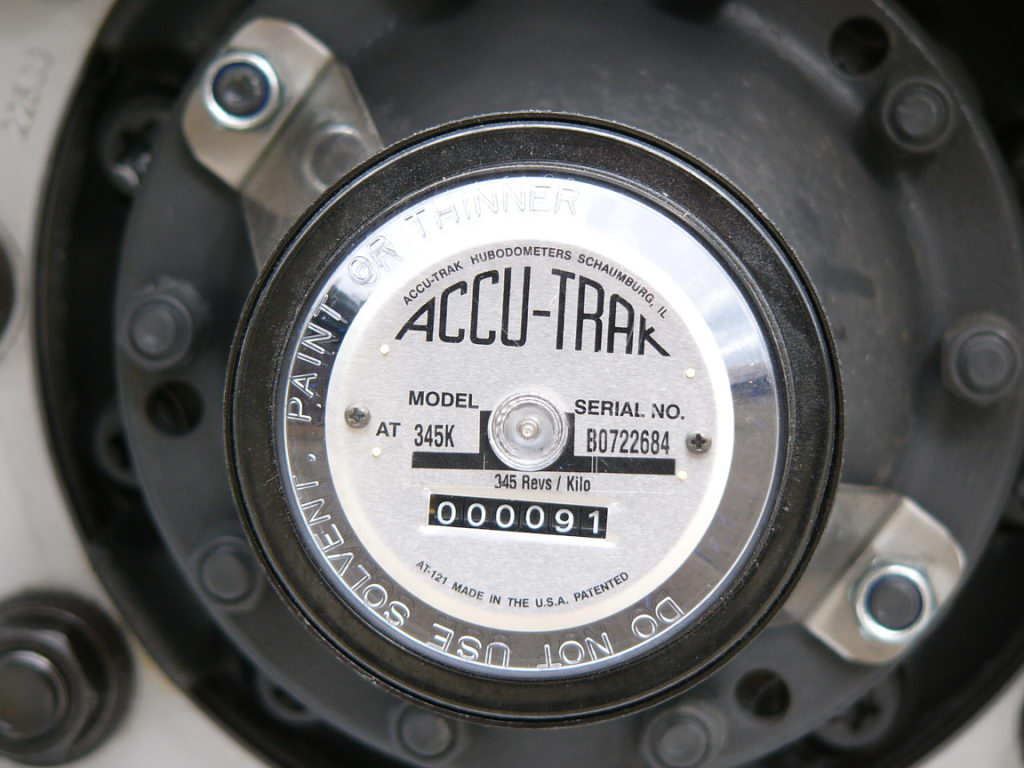 DO NOT USE SOLVENT. PAINT OR THINNER
ACCU-TRAK HUBODOMETERS SCHAUMBURG, IL
ACCU-TRAK
MODEL
SERIAL NO.
AT 345K
B0722684
345 Revs / Kilo
000091
AT-121 MADE IN THE U.S.A. PATENTED